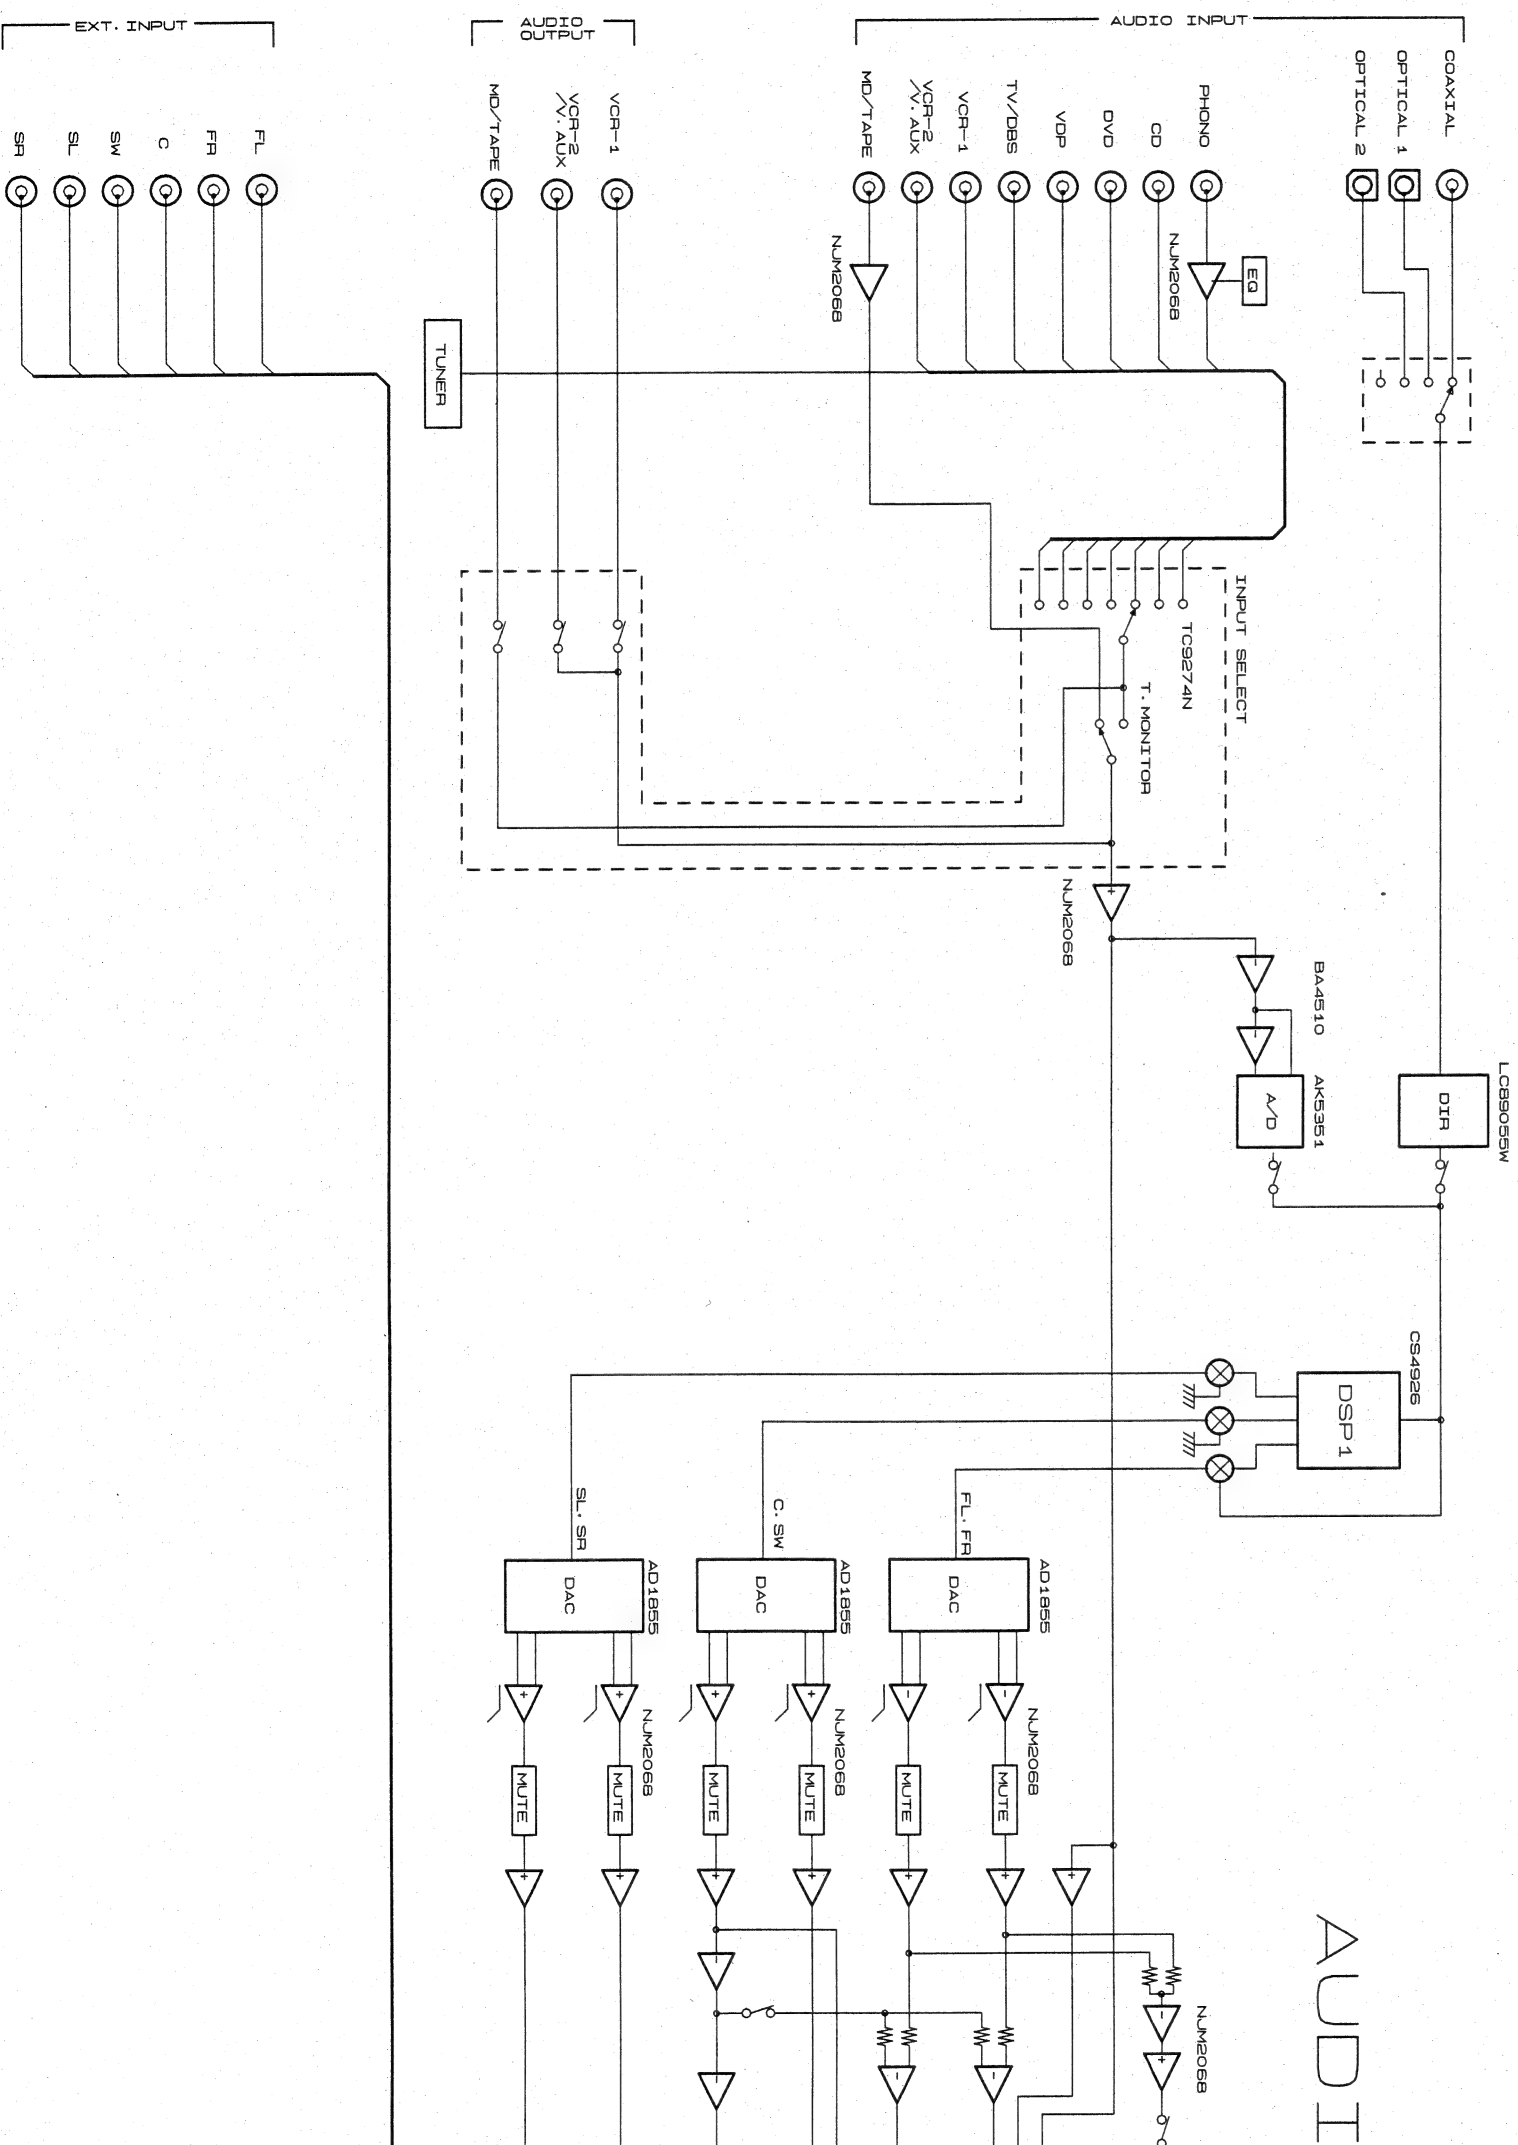 EXT. INPUT
AUDIO
OUTPUT
AUDIO INPUT
SR
SL
SW
C
FR
FL
MD/TAPE
VCR-2
/V. AUX
VCR-1
MD/TAPE
VCR-2
/V. AUX
VCR-1
TV/DBS
VDP
DVD
CD
PHONO
OPTICAL 2
OPTICAL 1
COAXIAL
NJM2068
NJM2068
EQ
TUNER
INPUT SELECT
TC9274N
T. MONITOR
NJM2068
BA4510
A/D
AK5351
DIR
LC89055W
CS4926
DSP1
SL. SR
C. SW
FL. FR
DAC
AD1855
DAC
AD1855
DAC
AD1855
NJM2068
NJM2068
NJM2068
MUTE
MUTE
MUTE
MUTE
MUTE
MUTE
NJM2068
AUDI